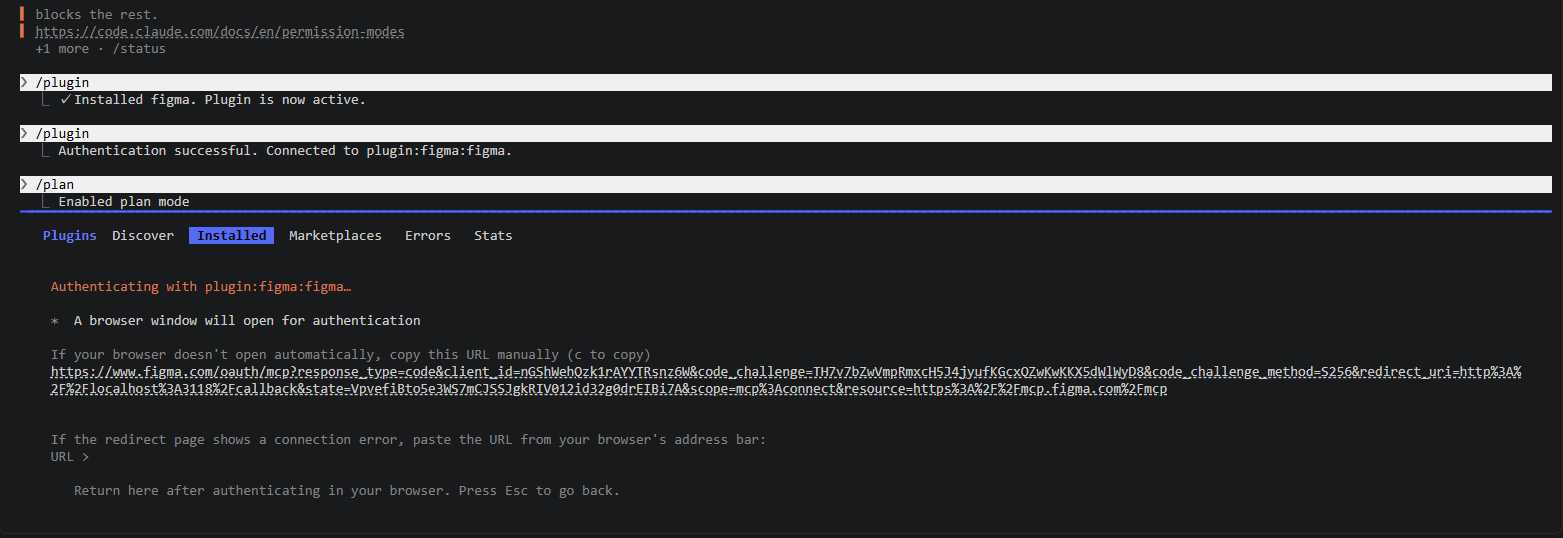 blocks the rest.
https://code.claude.com/docs/en/permission-modes
+1 more · /status
❯ /plugin
⎿ ✓Installed figma. Plugin is now active.
❯ /plugin
⎿ Authentication successful. Connected to plugin:figma:figma.
❯ /plan
⎿ Enabled plan mode
Plugins Discover Installed Marketplaces Errors Stats
Authenticating with plugin:figma:figma…
* A browser window will open for authentication
If your browser doesn't open automatically, copy this URL manually (c to copy)
https://www.figma.com/oauth/mcp?response_type=code&client_id=nGShWehQzk1rAYYTRsnz6W&code_challenge=TH7v7bZwVmpRmxcH5J4jyufKGcxQZwKwKKX5dWlWyD8&code_challenge_method=S256&redirect_uri=http%3A%
2F%2Flocalhost%3A3118%2Fcallback&state=VpvefiBto5e3WS7mCJSSJgkRIV012id32g0drEIBi7A&scope=mcp%3Aconnect&resource=https%3A%2F%2Fmcp.figma.com%2Fmcp
If the redirect page shows a connection error, paste the URL from your browser's address bar:
URL >
Return here after authenticating in your browser. Press Esc to go back.